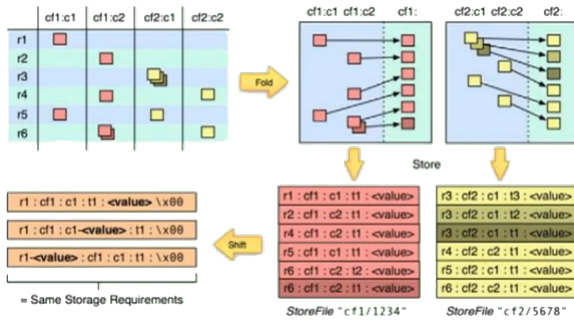 cf1:c1 cf1:c2 cf2:c1 cf2:c2
r1
r2
r3
r4
r5
r6
Fold
cf1:c1 cf1:c2 cf1:
cf2:c1 cf2:c2 cf2:
Store
r1 : cf1 : c1 : t1 : <value>
r2 : cf1 : c2 : t1 : <value>
r4 : cf1 : c2 : t1 : <value>
r5 : cf1 : c1 : t1 : <value>
r6 : cf1 : c2 : t2 : <value>
r6 : cf1 : c2 : t1 : <value>
StoreFile "cf1/1234"
r3 : cf2 : c1 : t3 : <value>
r3 : cf2 : c1 : t2 : <value>
r3 : cf2 : c1 : t1 : <value>
r4 : cf2 : c2 : t1 : <value>
r5 : cf2 : c1 : t1 : <value>
r6 : cf2 : c2 : t1 : <value>
StoreFile "cf2/5678"
Shift
r1 : cf1 : c1 : t1 : <value> \x00
r1 : cf1 : c1-<value> : t1 : \x00
r1-<value> : cf1 : c1 : t1 : \x00
= Same Storage Requirements